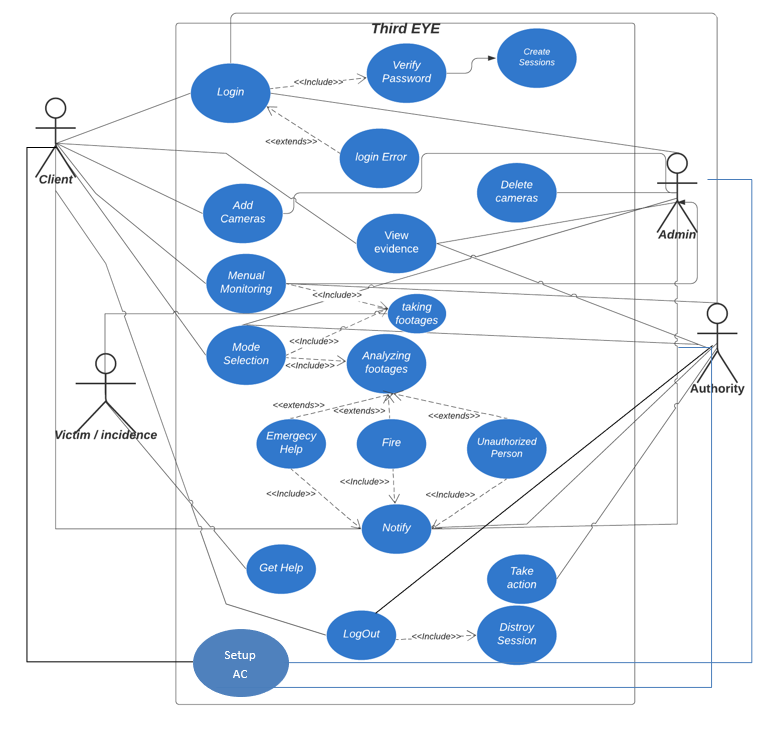 Third EYE
Create
Sessions
Verify
Password
<<Include>>
Login
<<extends>>
login Error
Client
Delete
cameras
Add
Cameras
Admin
View
evidence
Menual
Monitoring
<<Include>>
taking
footages
<<Include>>
Mode
Selection
<<Include>>
Analyzing
footages
Authority
<<extends>>
<<extends>>
<<extends>>
Victim / incidence
Emergecy
Help
Fire
Unauthorized
Person
<<Include>>
<<Include>>
<<Include>>
Notify
Get Help
Take
action
LogOut
<<Include>>
Distroy
Session
Setup
AC